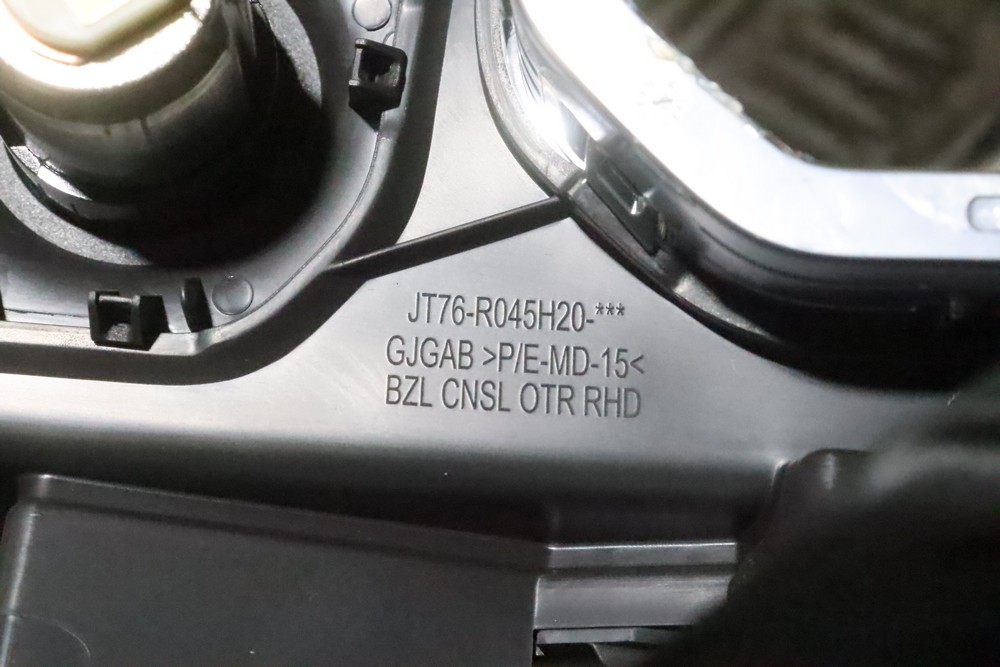 JT76-R045H20-***
GJGAB >P/E-MD-15<
BZL CNSL OTR RHD